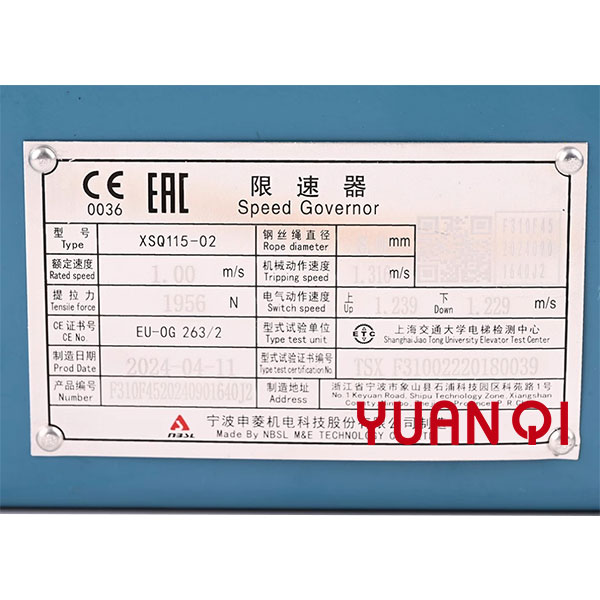 CE 0036 EAC
限速器
Speed Governor
型号 Type XSQ115-02 钢丝绳直径 Rope diameter mm
额定速度 Rated speed 1.00 m/s 机械动作速度 Tripping speed m/s
提拉力 Tensile force 1956 N 电气动作速度 Switch speed 上 Up 1.239 下 Down 1.229 m/s
CE证书号 CE No. EU-OG 263/2 型式试验单位 Type test unit ETC 上海交通大学电梯检测中心 Shanghai Jiao Tong University Elevator Test Center
制造日期 Prod Date 2024-04-11 型式试验证书编号 Type test certification No. TSX F31002220180039
产品编号 Number F310F4520240901640J2 制造地址 Address 浙江省宁波市象山县石浦科技园区科苑路1号
No.1 Keyuan Road, Shipu Technology Zone, Xiangshan
YUANQI
NBSL 宁波申菱机电科技股份有限公司制造
Made By NBSL M&E TECHNOLOGY CO